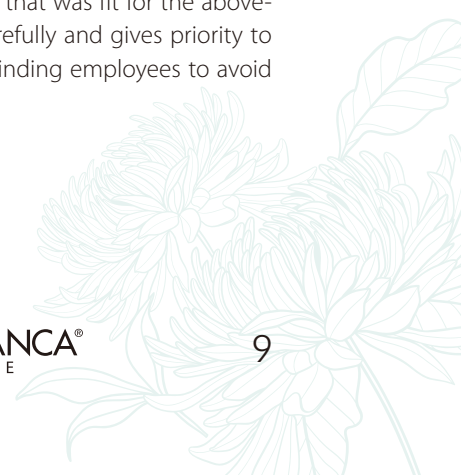 that was fit for the above-
refully and gives priority to
inding employees to avoid
ANCA®
E
9